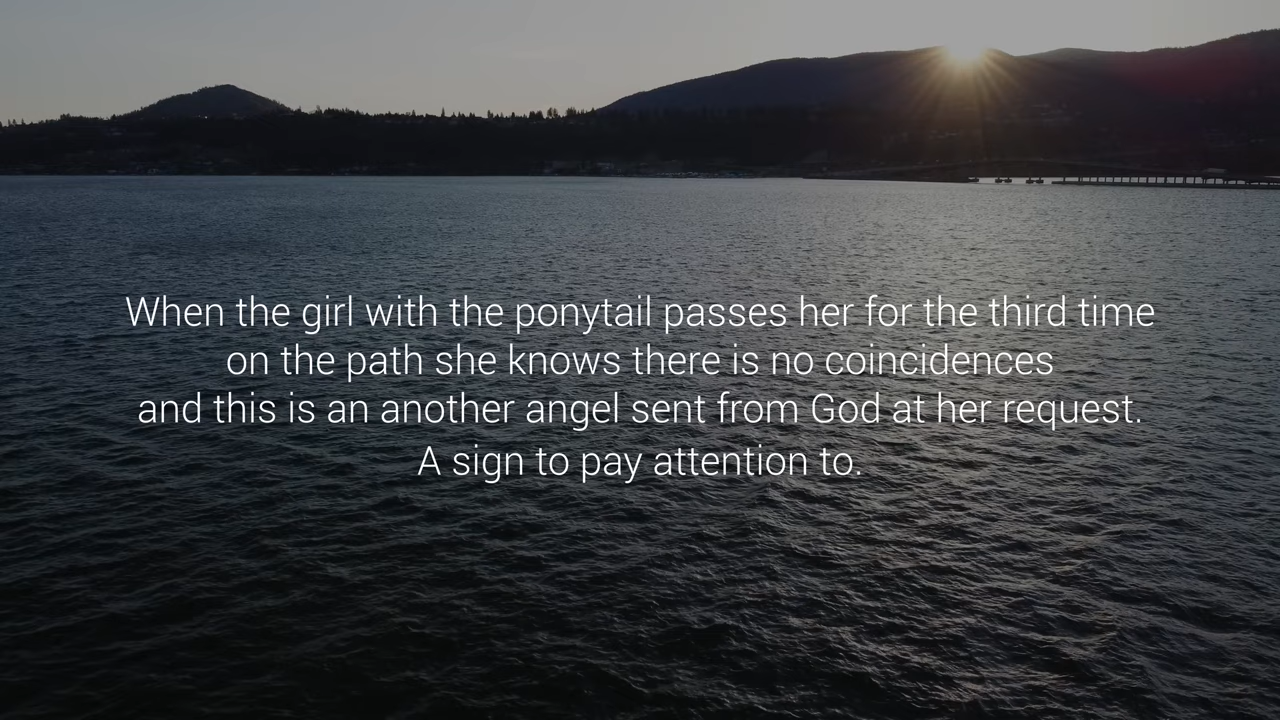 When the girl with the ponytail passes her for the third time
on the path she knows there is no coincidences
and this is an another angel sent from God at her request.
A sign to pay attention to.